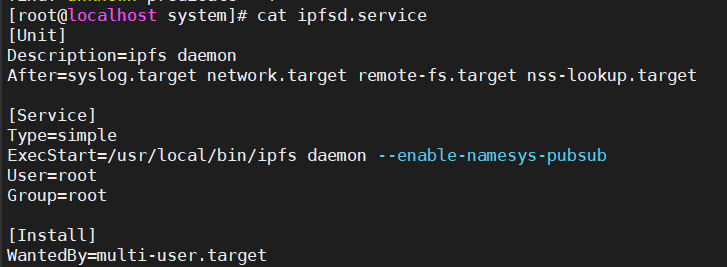 [root@localhost system]# cat ipfsd.service
[Unit]
Description=ipfs daemon
After=syslog.target network.target remote-fs.target nss-lookup.target
[Service]
Type=simple
ExecStart=/usr/local/bin/ipfs daemon --enable-namesys-pubsub
User=root
Group=root
[Install]
WantedBy=multi-user.target